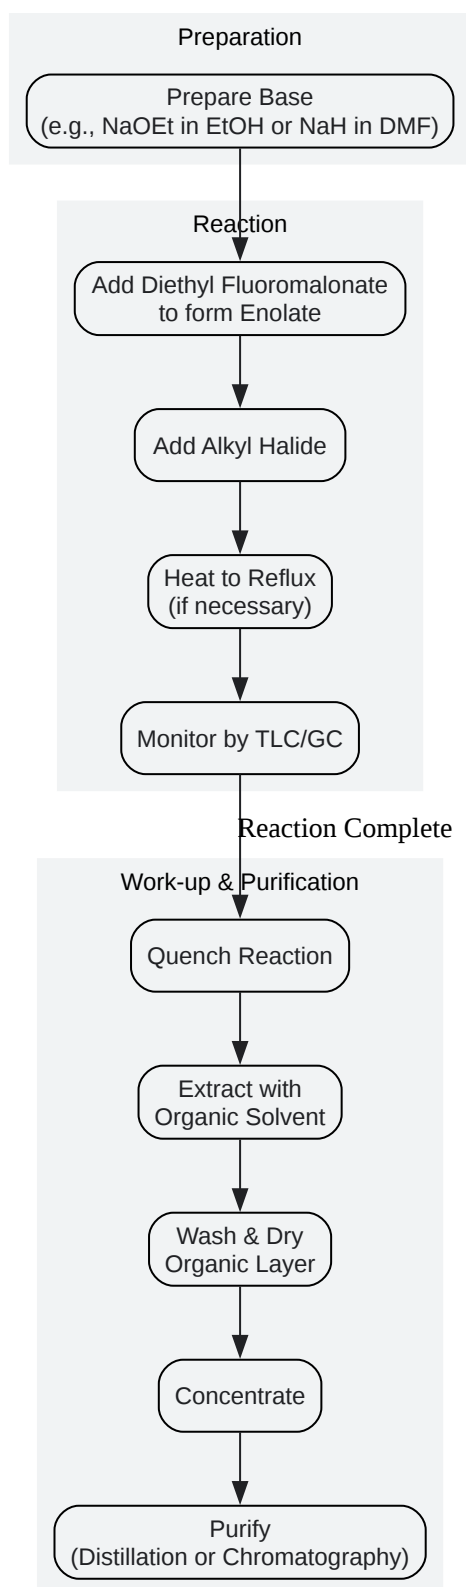 Preparation
Prepare Base
(e.g., NaOEt in EtOH or NaH in DMF)
Reaction
Add Diethyl Fluoromalonate
to form Enolate
Add Alkyl Halide
Heat to Reflux
(if necessary)
Monitor by TLC/GC
Reaction Complete
Work-up & Purification
Quench Reaction
Extract with
Organic Solvent
Wash & Dry
Organic Layer
Concentrate
Purify
(Distillation or Chromatography)